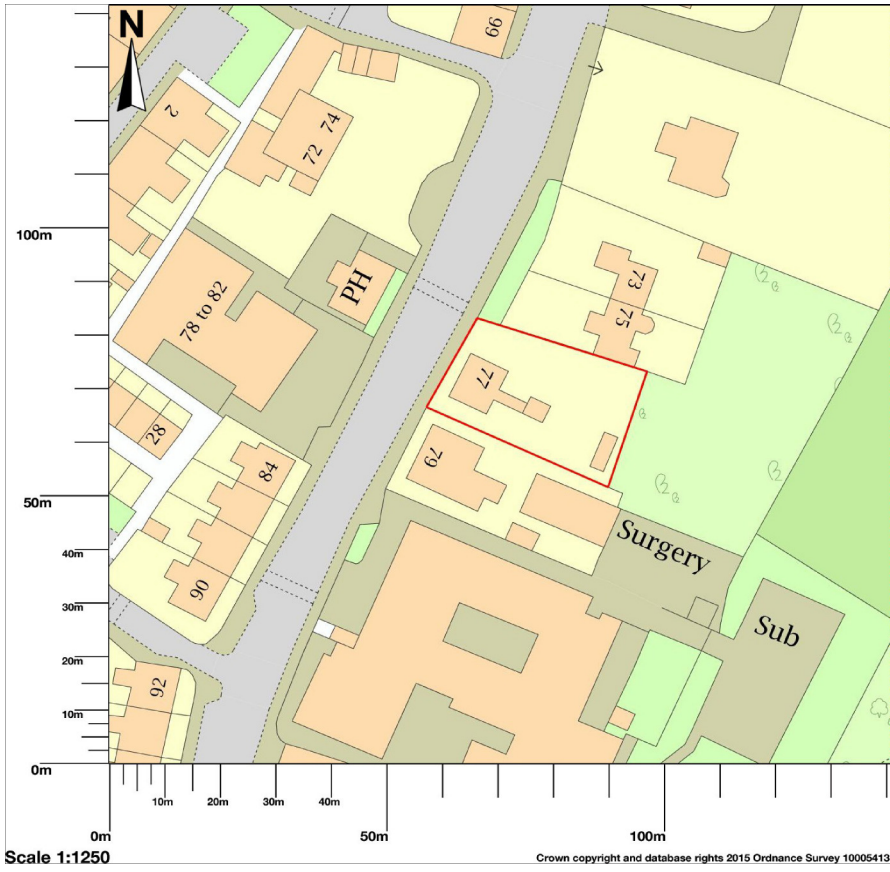 N
66
2
72 74
PH
78 to 82
73
75
77
28
79
84
90
92
Surgery
Sub
100m
50m
40m
30m
20m
10m
0m
10m
20m
30m
40m
0m
50m
100m
Scale 1:1250
Crown copyright and database rights 2015 Ordnance Survey 10005413